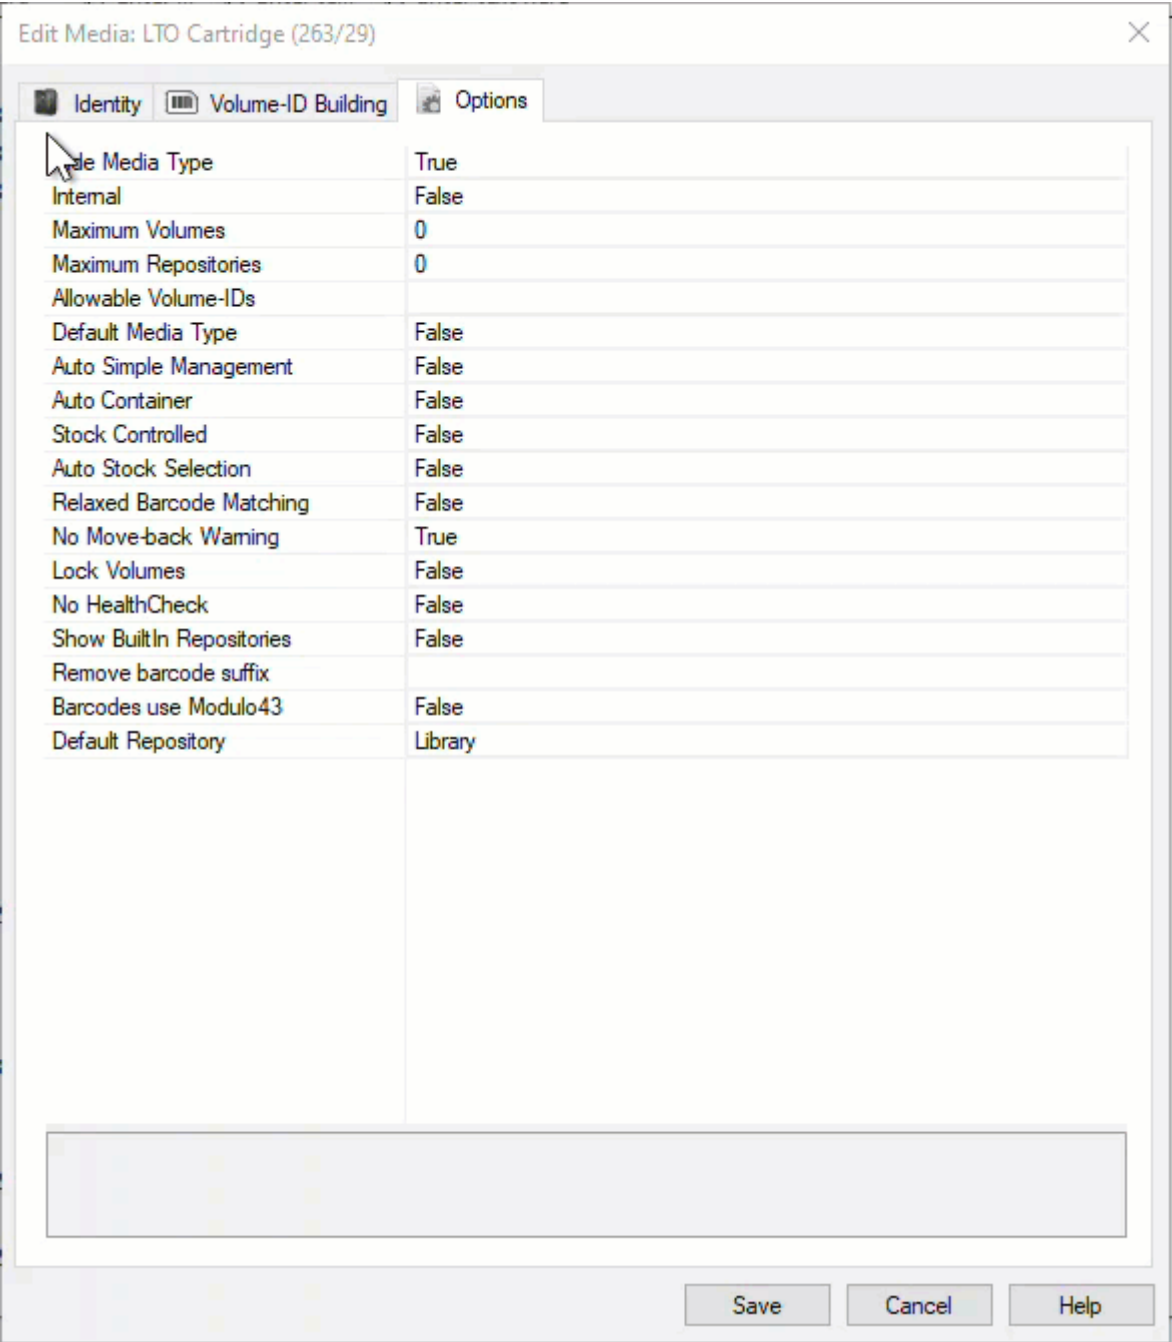 Edit Media: LTO Cartridge (263/29)
Identity Volume-ID Building Options
Media Type True
Internal False
Maximum Volumes 0
Maximum Repositories 0
Allowable Volume-IDs
Default Media Type False
Auto Simple Management False
Auto Container False
Stock Controlled False
Auto Stock Selection False
Relaxed Barcode Matching False
No Move-back Warning True
Lock Volumes False
No HealthCheck False
Show BuiltIn Repositories False
Remove barcode suffix
Barcodes use Modulo43 False
Default Repository Library
Save Cancel Help